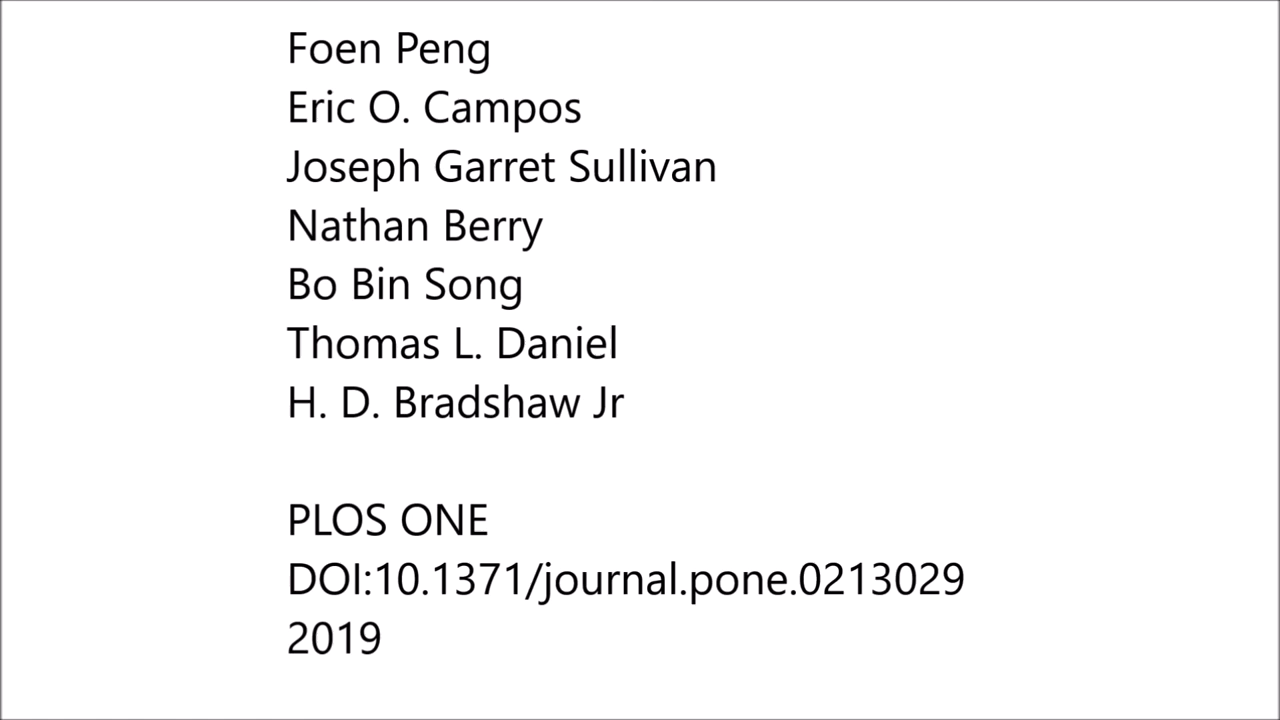 Foen Peng
Eric O. Campos
Joseph Garret Sullivan
Nathan Berry
Bo Bin Song
Thomas L. Daniel
H. D. Bradshaw Jr
PLOS ONE
DOI:10.1371/journal.pone.0213029
2019